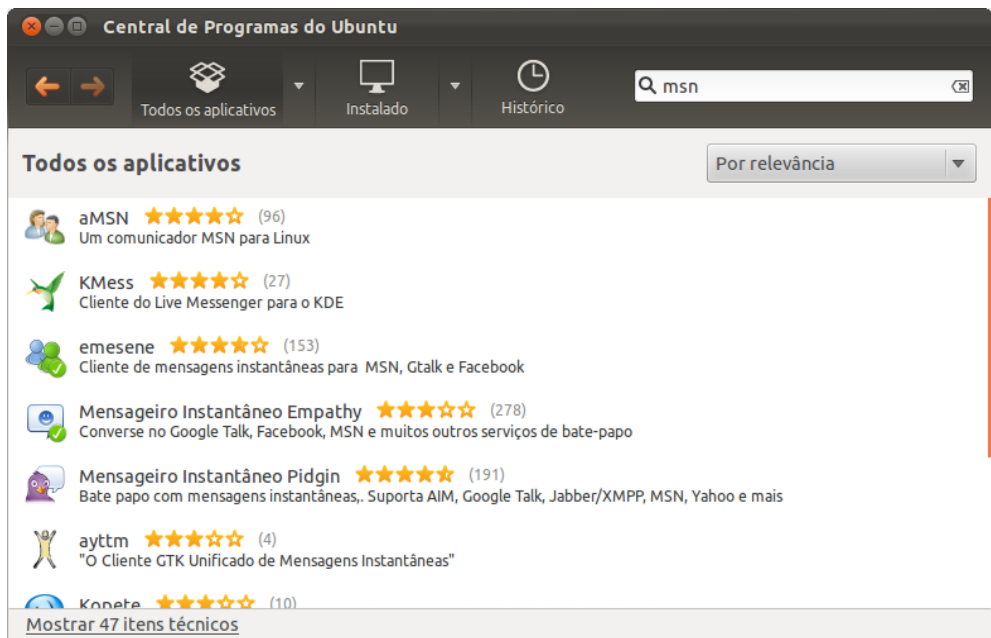 Central de Programas do Ubuntu
Todos os aplicativos
Instalado
Histórico
msn
Todos os aplicativos
Por relevância
aMSN (96)
Um comunicador MSN para Linux
KMess (27)
Cliente do Live Messenger para o KDE
emesene (153)
Cliente de mensagens instantâneas para MSN, Gtalk e Facebook
Mensageiro Instantâneo Empathy (278)
Converse no Google Talk, Facebook, MSN e muitos outros serviços de bate-papo
Mensageiro Instantâneo Pidgin (191)
Bate papo com mensagens instantâneas,. Suporta AIM, Google Talk, Jabber/XMPP, MSN, Yahoo e mais
ayttm (4)
"O Cliente GTK Unificado de Mensagens Instantâneas"
Kopete (10)
Mostrar 47 itens técnicos